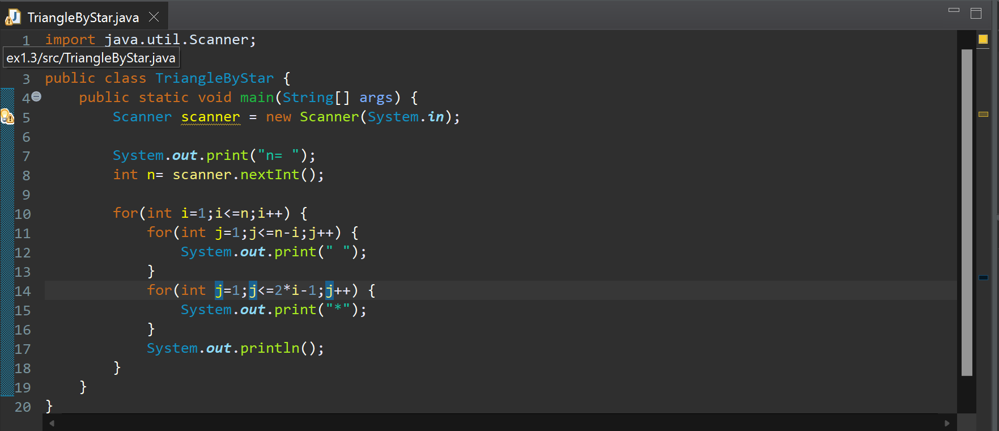 TriangleByStar.java
1 import java.util.Scanner;
ex1.3/src/TriangleByStar.java
3 public class TriangleByStar {
4     public static void main(String[] args) {
5         Scanner scanner = new Scanner(System.in);
6
7         System.out.print("n= ");
8         int n= scanner.nextInt();
9
10         for(int i=1;i<=n;i++) {
11             for(int j=1;j<=n-i;j++) {
12                 System.out.print(" ");
13             }
14             for(int j=1;j<=2*i-1;j++) {
15                 System.out.print("*");
16             }
17             System.out.println();
18         }
19     }
20 }